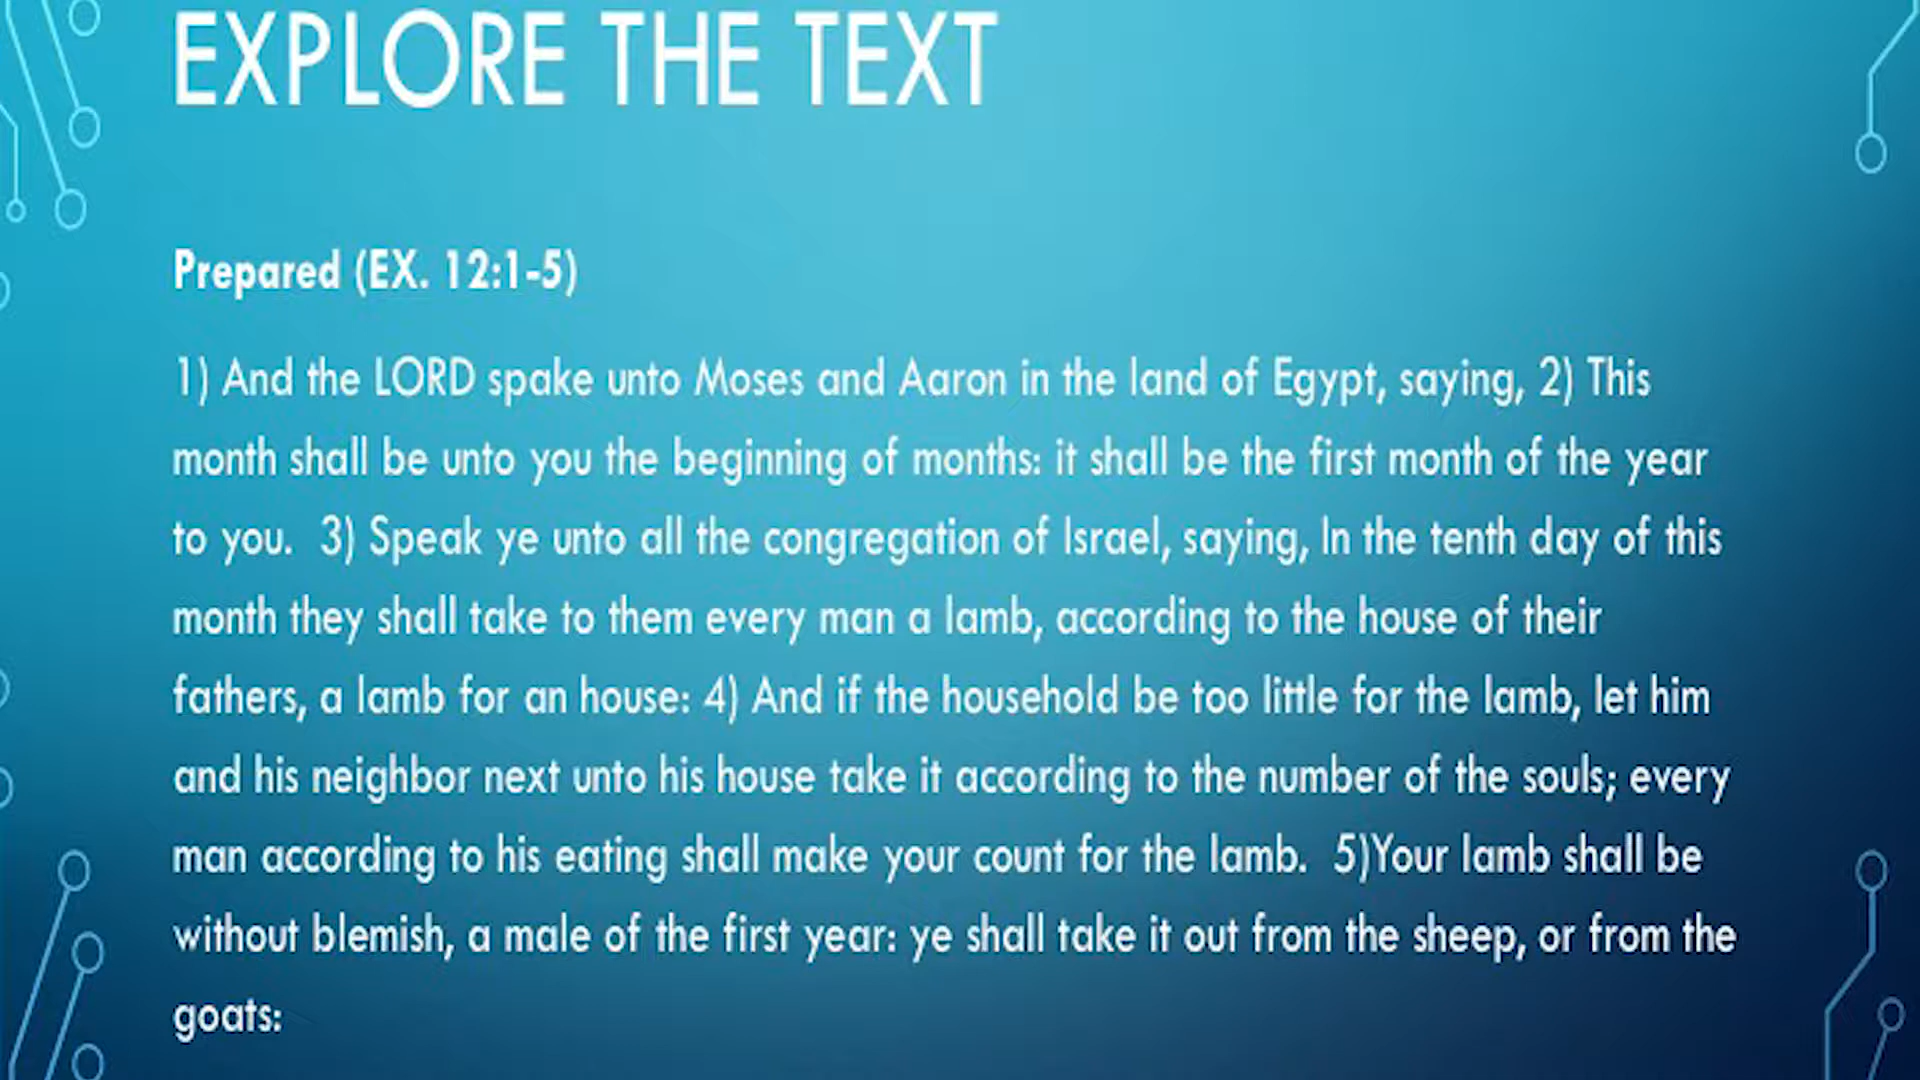 EXPLORE THE TEXT
Prepared (EX. 12:1-5)
1) And the LORD spake unto Moses and Aaron in the land of Egypt, saying, 2) This
month shall be unto you the beginning of months: it shall be the first month of the year
to you.  3) Speak ye unto all the congregation of Israel, saying, In the tenth day of this
month they shall take to them every man a lamb, according to the house of their
fathers, a lamb for an house: 4) And if the household be too little for the lamb, let him
and his neighbor next unto his house take it according to the number of the souls; every
man according to his eating shall make your count for the lamb.  5)Your lamb shall be
without blemish, a male of the first year: ye shall take it out from the sheep, or from the
goats: